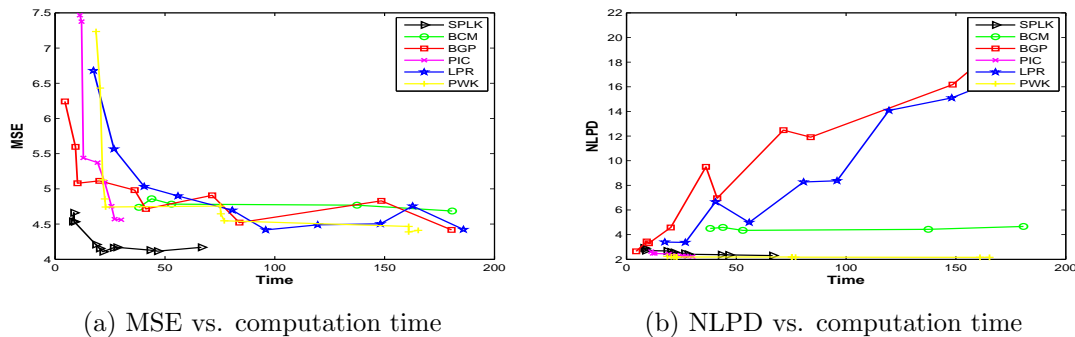 7.5
7
6.5
6
5.5
5
4.5
4
MSE
0
50
100
150
200
Time
SPLK
BCM
BGP
PIC
LPR
PWK
(a) MSE vs. computation time
22
20
18
16
14
12
10
8
6
4
2
NLPD
0
50
100
150
200
Time
SPLK
BCM
BGP
PIC
LPR
PWK
(b) NLPD vs. computation time